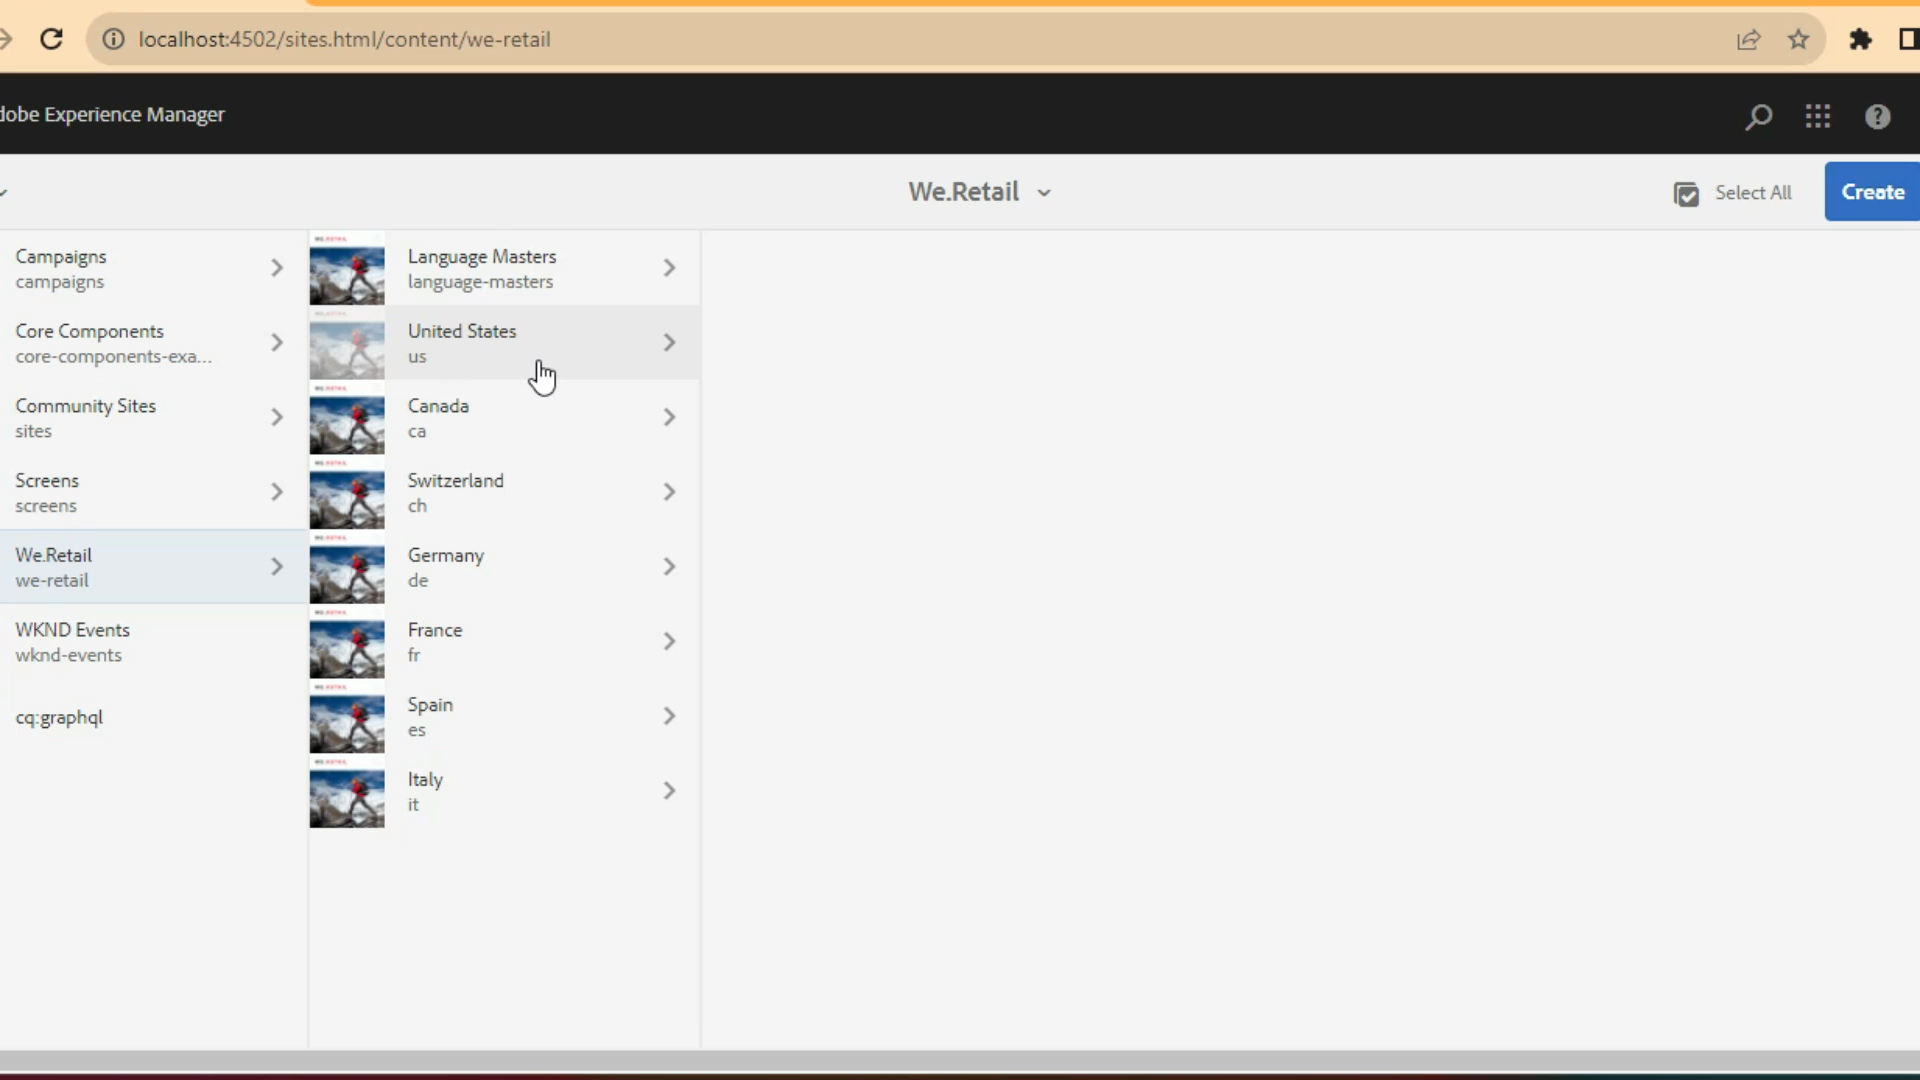 localhost:4502/sites.html/content/we-retail
dobe Experience Manager
We.Retail
Select All
Create
Campaigns
campaigns
Core Components
core-components-exa...
Community Sites
sites
Screens
screens
We.Retail
we-retail
WKND Events
wknd-events
cq:graphql
Language Masters
language-masters
United States
us
Canada
ca
Switzerland
ch
Germany
de
France
fr
Spain
es
Italy
it